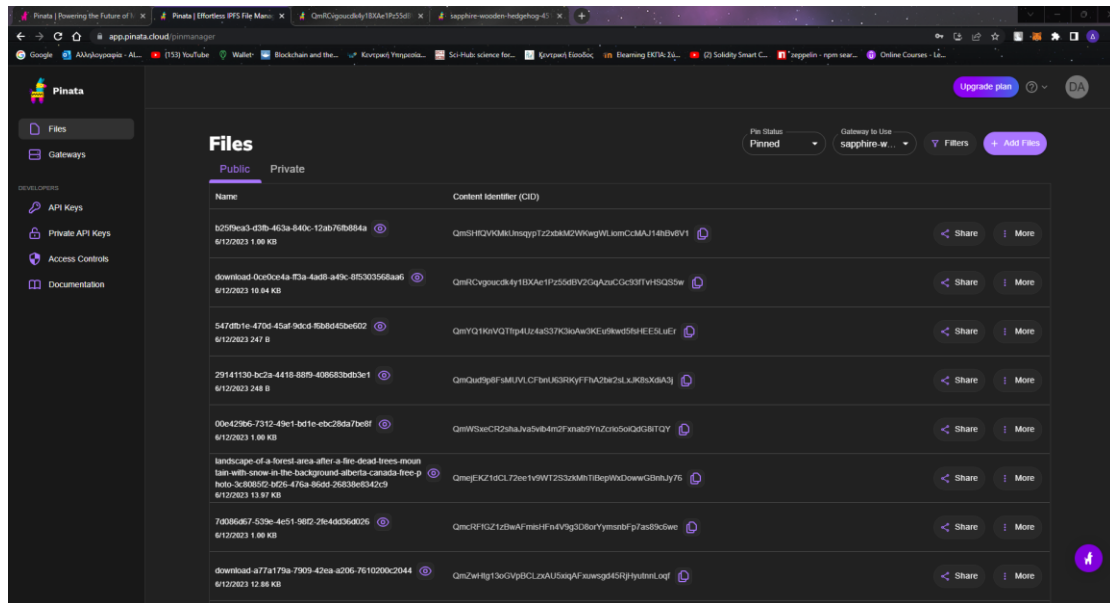 Pinata | Powering the Future of I
Pinata | Effortless IPFS File Mana
sapphire-wooden-hedgehog-45
app.pinata.cloud/pinmanager
Google
Αλληλογραφία - AL...
(153) YouTube
Wallet
Blockchain and the...
Κεντρική Υπηρεσία...
Sci-Hub: science for...
Κεντρική Είσοδος
Elearning ΕΚΠΑ: Σύ...
(2) Solidity Smart C...
zeppelin - npm sear...
Online Courses - Le...
Pinata
Upgrade plan
DA
Files
Gateways
DEVELOPERS
API Keys
Private API Keys
Access Controls
Documentation
Files
Pin Status
Pinned
Gateway to Use
sapphire-w...
Filters
+ Add Files
Public Private
Name Content Identifier (CID)
b25f9ea3-d3fb-463a-840c-12ab76fb884a
6/12/2023 1.00 KB
Share More
download-0ce0ce4a-ff3a-4ad8-a49c-8f5303568aa6
6/12/2023 10.04 KB
Share More
547dfb1e-470d-45af-9dcd-f6b8d45be602
6/12/2023 247 B
Share More
29141130-bc2a-4418-88f9-408683bdb3e1
6/12/2023 248 B
Share More
00e429b6-7312-49e1-bd1e-ebc28da7be8f
6/12/2023 1.00 KB
Share More
landscape-of-a-forest-area-after-a-fire-dead-trees-moun
tain-with-snow-in-the-background-alberta-canada-free-p
hoto-3c8085f2-bf26-476a-86dd-26838e8342c9
6/12/2023 13.97 KB
Share More
7d086d67-539e-4e51-98f2-2fe4dd36d026
6/12/2023 1.00 KB
Share More
download-a77a179a-7909-42ea-a206-7610200c2044
6/12/2023 12.86 KB
Share More